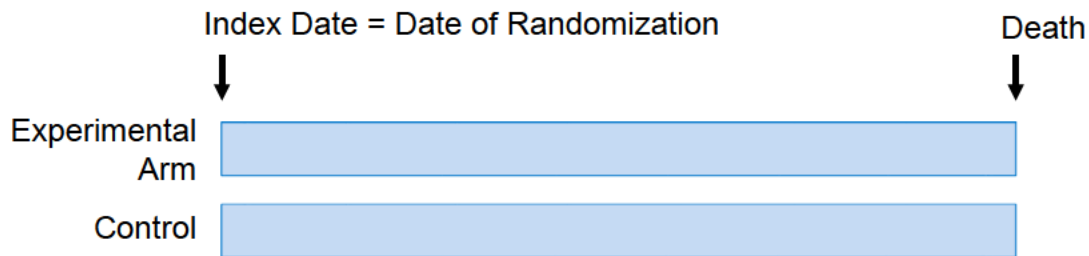 Index Date = Date of Randomization
Death
Experimental
Arm
Control